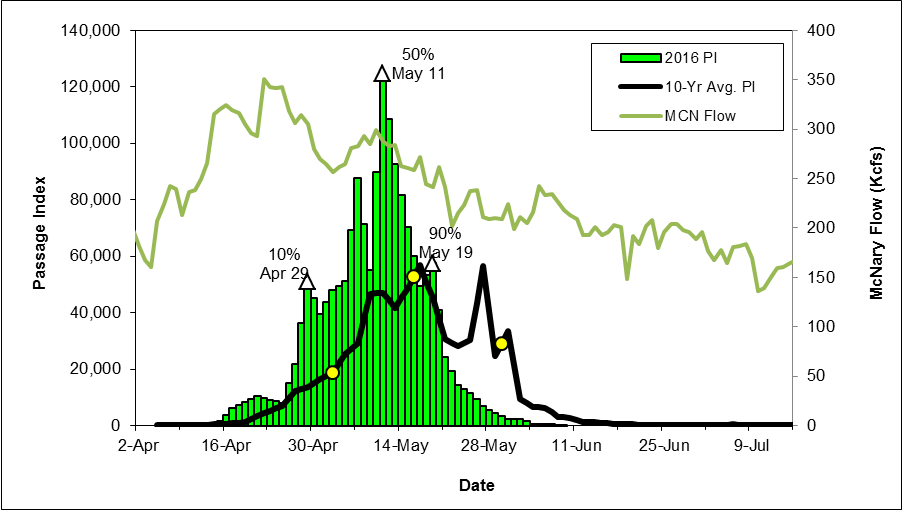 140,000
120,000
100,000
80,000
60,000
40,000
20,000
0
Passage Index
400
350
300
250
200
150
100
50
0
McNary Flow (Kcfs)
2016 PI
10-Yr Avg. PI
MCN Flow
50%
May 11
10%
Apr 29
90%
May 19
2-Apr
16-Apr
30-Apr
14-May
28-May
11-Jun
25-Jun
9-Jul
Date